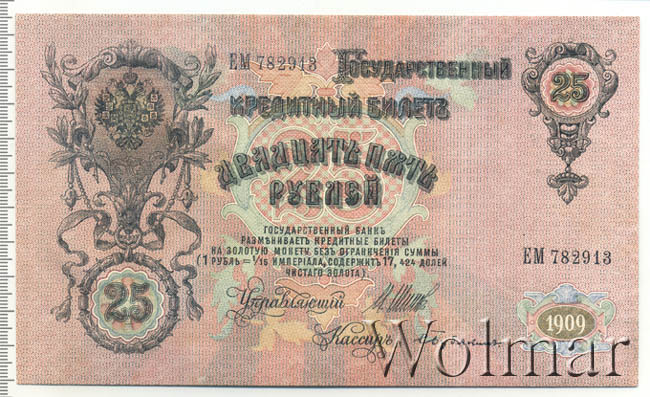 ЕМ 782913
Государственный
кредитный билетъ
25
двадцать пять
рублей
Государственный банкъ
размѣниваетъ кредитные билеты
на золотую монету безъ ограниченія суммы
(1 рубль = 1/15 имперіала, содержитъ 17,424 долей
чистаго золота).
ЕМ 782913
25
Управляющій
Кассиръ
1909
Wolmar